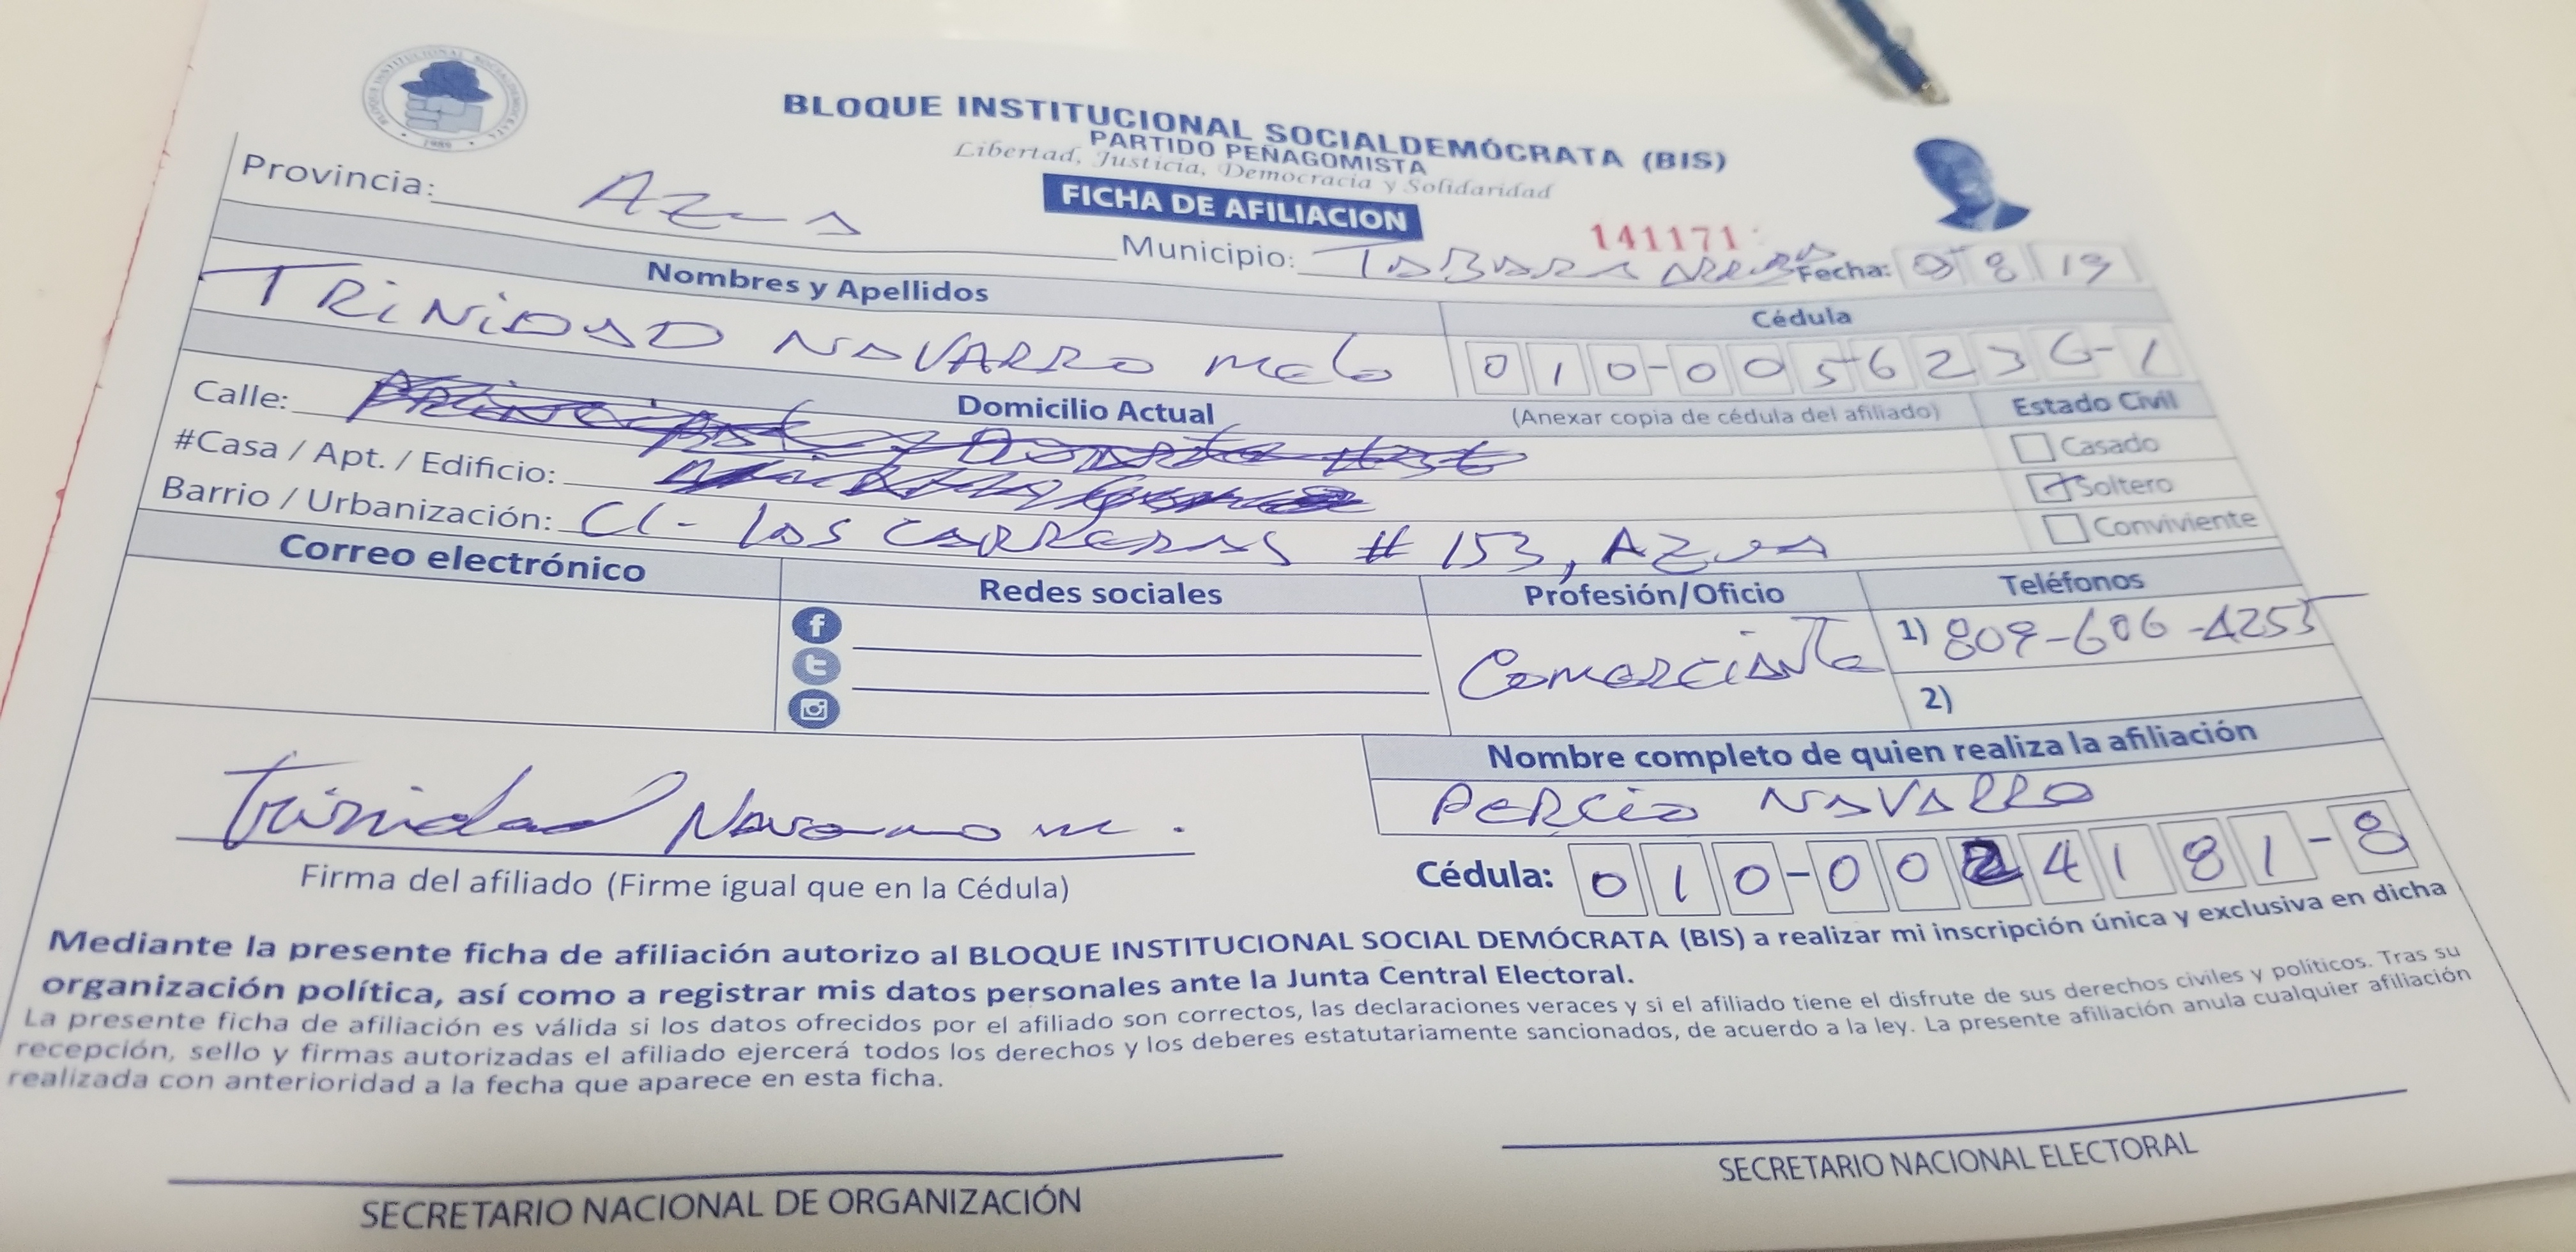 BLOQUE INSTITUCIONAL SOCIALDEMOCRATA
1989
BLOQUE INSTITUCIONAL SOCIALDEMÓCRATA (BIS)
PARTIDO PEÑAGOMISTA
Libertad, Justicia, Democracia y Solidaridad
FICHA DE AFILIACION
141171
Provincia: AZUA Municipio: TABARA ARRIBA Fecha: 8 19
Nombres y Apellidos Cédula
TRINIDAD NAVARRO Melo 010-0056236-1
Domicilio Actual (Anexar copia de cédula del afiliado) Estado Civil
Calle:
Casado
#Casa / Apt. / Edificio:
Soltero
Barrio / Urbanización: Cl- LAS CARRERAS # 153, AZUA
Conviviente
Correo electrónico Redes sociales Profesión/Oficio Teléfonos
Comerciante 1) 809-606-4255
2)
Nombre completo de quien realiza la afiliación
PERCIO NAVARRO
Trinidad Navarro M.
Firma del afiliado (Firme igual que en la Cédula)
Cédula: 010-0024181-8
Mediante la presente ficha de afiliación autorizo al BLOQUE INSTITUCIONAL SOCIAL DEMÓCRATA (BIS) a realizar mi inscripción única y exclusiva en dicha
organización política, así como a registrar mis datos personales ante la Junta Central Electoral.
La presente ficha de afiliación es válida si los datos ofrecidos por el afiliado son correctos, las declaraciones veraces y si el afiliado tiene el disfrute de sus derechos civiles y políticos. Tras su
recepción, sello y firmas autorizadas el afiliado ejercerá todos los derechos y los deberes estatutariamente sancionados, de acuerdo a la ley. La presente afiliación anula cualquier afiliación
realizada con anterioridad a la fecha que aparece en esta ficha.
SECRETARIO NACIONAL DE ORGANIZACIÓN
SECRETARIO NACIONAL ELECTORAL